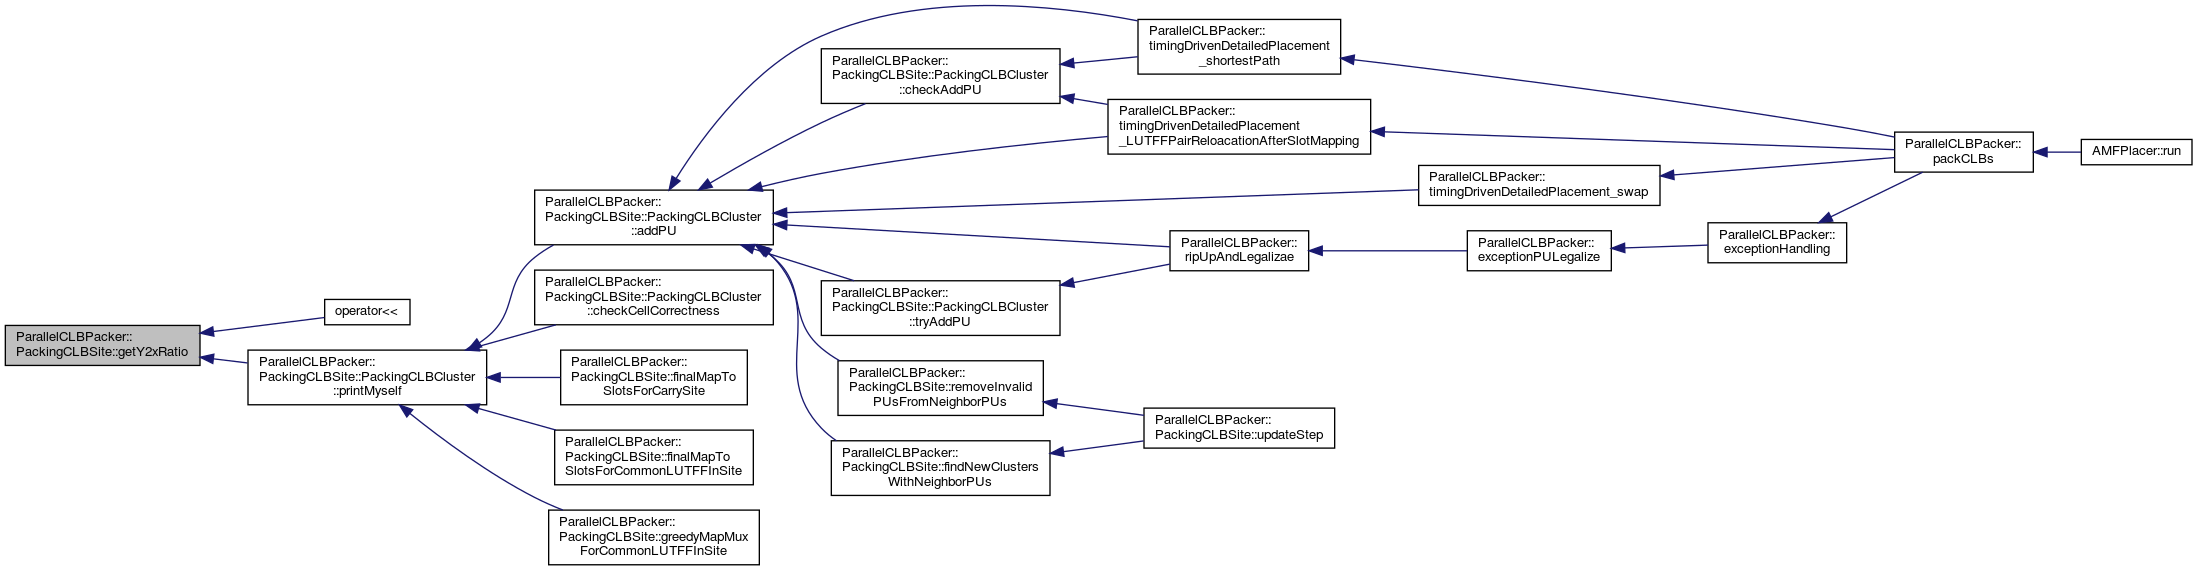 ParallelCLBPacker::
PackingCLBSite::getY2xRatio
operator<<
ParallelCLBPacker::
PackingCLBSite::PackingCLBCluster
::printMyself
ParallelCLBPacker::
PackingCLBSite::PackingCLBCluster
::addPU
ParallelCLBPacker::
PackingCLBSite::PackingCLBCluster
::checkCellCorrectness
ParallelCLBPacker::
PackingCLBSite::finalMapTo
SlotsForCarrySite
ParallelCLBPacker::
PackingCLBSite::finalMapTo
SlotsForCommonLUTFFInSite
ParallelCLBPacker::
PackingCLBSite::greedyMapMux
ForCommonLUTFFInSite
ParallelCLBPacker::
PackingCLBSite::PackingCLBCluster
::checkAddPU
ParallelCLBPacker::
timingDrivenDetailedPlacement
_shortestPath
ParallelCLBPacker::
timingDrivenDetailedPlacement
_LUTFFPairReloacationAfterSlotMapping
ParallelCLBPacker::
timingDrivenDetailedPlacement_swap
ParallelCLBPacker::
ripUpAndLegalizae
ParallelCLBPacker::
PackingCLBSite::PackingCLBCluster
::tryAddPU
ParallelCLBPacker::
PackingCLBSite::removeInvalid
PUsFromNeighborPUs
ParallelCLBPacker::
PackingCLBSite::findNewClusters
WithNeighborPUs
ParallelCLBPacker::
PackingCLBSite::updateStep
ParallelCLBPacker::
exceptionPULegalize
ParallelCLBPacker::
exceptionHandling
ParallelCLBPacker::
packCLBs
AMFPlacer::run